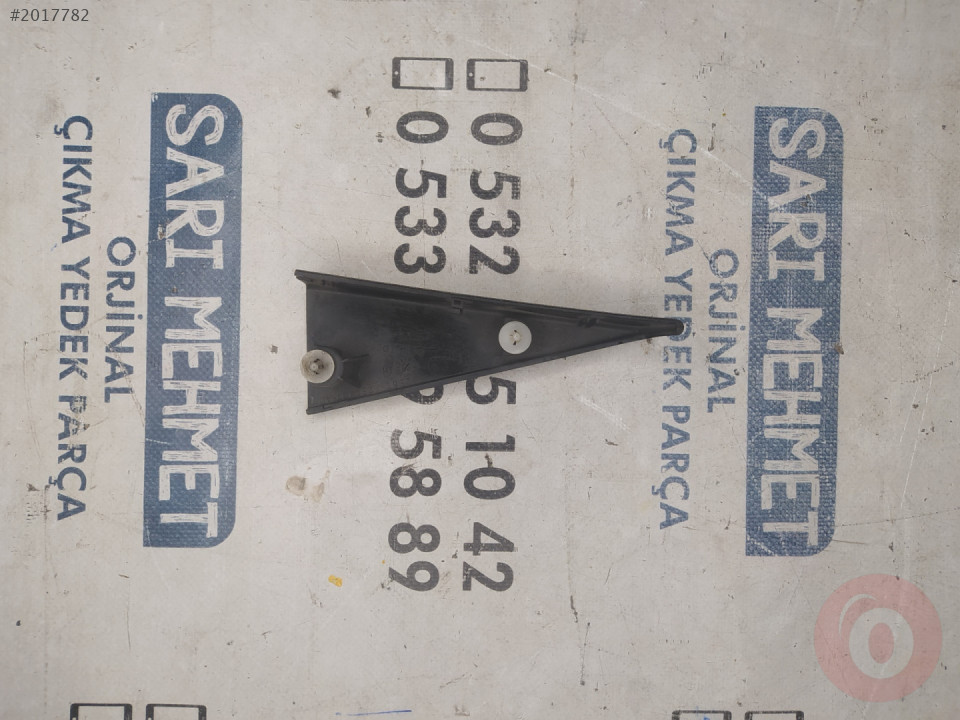 #2017782
SARI MEHMET
ORJİNAL
ÇIKMA YEDEK PARÇA
0 532 5 10 42
0 533 58 89
SARI MEHMET
ORJİNAL
ÇIKMA YEDEK PARÇA